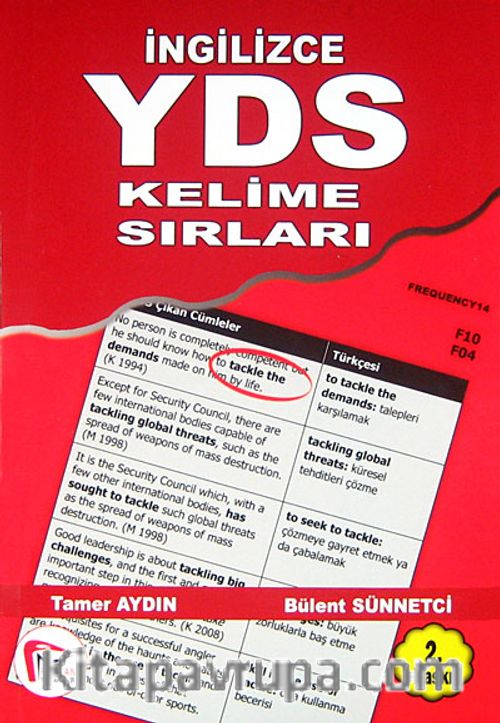 İNGİLİZCE
YDS
KELİME
SIRLARI
FREQUENCY14
F10
F04
Çıkan Cümleler
Türkçesi
No person is completely competent but
he should know how to tackle the
demands made on him by life.
(K 1994)
to tackle the
demands: talepleri
karşılamak
Except for Security Council, there are
few international bodies capable of
tackling global threats, such as the
spread of weapons of mass destruction.
(M 1998)
tackling global
threats: küresel
tehditleri çözme
It is the Security Council which, with a
few other international bodies, has
sought to tackle such global threats
as the spread of weapons of mass
destruction. (M 1998)
to seek to tackle:
çözmeye gayret etmek ya
da çabalamak
Good leadership is about tackling big
challenges, and the first and
important step in this
recognizing
büyük
zorluklarla baş etme
Tamer AYDIN
Bülent SÜNNETCİ
(K 2008)
for a successful angler
knowledge of the haunts
sports.
kullanma
becerisi
2.
Baskı
Kitapavrupa.com